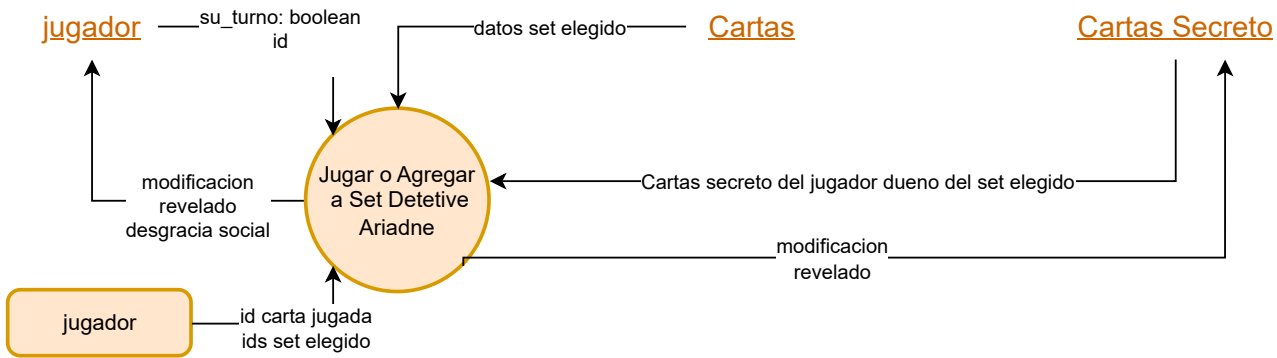 jugador
su_turno: boolean
id
datos set elegido
Cartas
Cartas Secreto
Jugar o Agregar
a Set Detetive
Ariadne
modificacion
revelado
desgracia social
Cartas secreto del jugador dueno del set elegido
modificacion
revelado
jugador
id carta jugada
ids set elegido